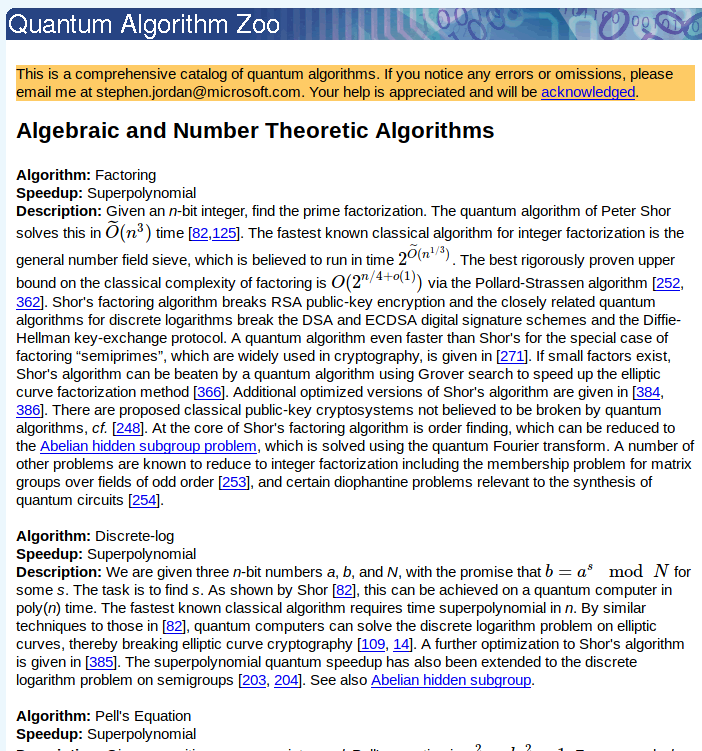 Quantum Algorithm Zoo
This is a comprehensive catalog of quantum algorithms. If you notice any errors or omissions, please
email me at stephen.jordan@microsoft.com. Your help is appreciated and will be acknowledged.
Algebraic and Number Theoretic Algorithms
Algorithm: Factoring
Speedup: Superpolynomial
Description: Given an n-bit integer, find the prime factorization. The quantum algorithm of Peter Shor
solves this in Õ(n³) time [82,125]. The fastest known classical algorithm for integer factorization is the
general number field sieve, which is believed to run in time 2^Õ(n^1/3). The best rigorously proven upper
bound on the classical complexity of factoring is O(2^n/4+o(1)) via the Pollard-Strassen algorithm [252,
362]. Shor's factoring algorithm breaks RSA public-key encryption and the closely related quantum
algorithms for discrete logarithms break the DSA and ECDSA digital signature schemes and the Diffie-
Hellman key-exchange protocol. A quantum algorithm even faster than Shor's for the special case of
factoring “semiprimes”, which are widely used in cryptography, is given in [271]. If small factors exist,
Shor's algorithm can be beaten by a quantum algorithm using Grover search to speed up the elliptic
curve factorization method [366]. Additional optimized versions of Shor's algorithm are given in [384,
386]. There are proposed classical public-key cryptosystems not believed to be broken by quantum
algorithms, cf. [248]. At the core of Shor's factoring algorithm is order finding, which can be reduced to
the Abelian hidden subgroup problem, which is solved using the quantum Fourier transform. A number of
other problems are known to reduce to integer factorization including the membership problem for matrix
groups over fields of odd order [253], and certain diophantine problems relevant to the synthesis of
quantum circuits [254].
Algorithm: Discrete-log
Speedup: Superpolynomial
Description: We are given three n-bit numbers a, b, and N, with the promise that b = a^s mod N for
some s. The task is to find s. As shown by Shor [82], this can be achieved on a quantum computer in
poly(n) time. The fastest known classical algorithm requires time superpolynomial in n. By similar
techniques to those in [82], quantum computers can solve the discrete logarithm problem on elliptic
curves, thereby breaking elliptic curve cryptography [109, 14]. A further optimization to Shor's algorithm
is given in [385]. The superpolynomial quantum speedup has also been extended to the discrete
logarithm problem on semigroups [203, 204]. See also Abelian hidden subgroup.
Algorithm: Pell's Equation
Speedup: Superpolynomial